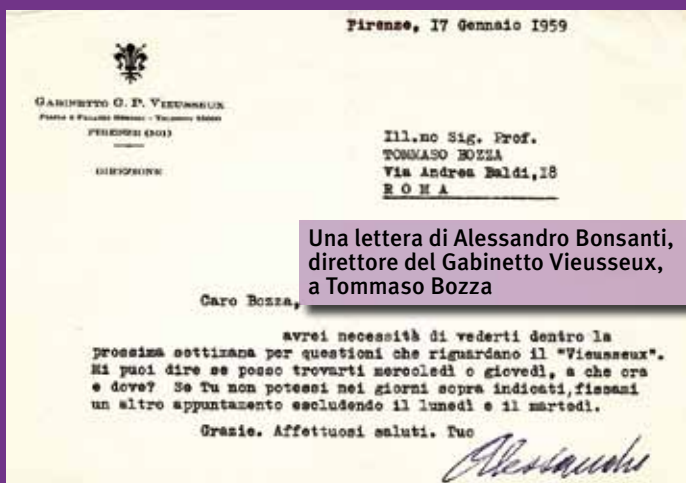 Firenze, I7 Gennaio I959
GABINETTO G. P. VIEUSSEUX
FIRENZE
DIREZIONE
Ill.mo Sig. Prof.
TOMMASO BOZZA
Via Andrea Baldi,I8
R O M A
Una lettera di Alessandro Bonsanti,
direttore del Gabinetto Vieusseux,
a Tommaso Bozza
Caro Bozza,
avrei necessità di vederti dentro la
prossima settimana per questioni che riguardano il "Vieusseux".
Mi puoi dire se posso trovarti mercoledì o giovedì, a che ora
e dove? Se Tu non potessi nei giorni sopra indicati,fissami
un altro appuntamento escludendo il lunedì e il martedì.
Grazie. Affettuosi saluti. Tuo
Alessandro